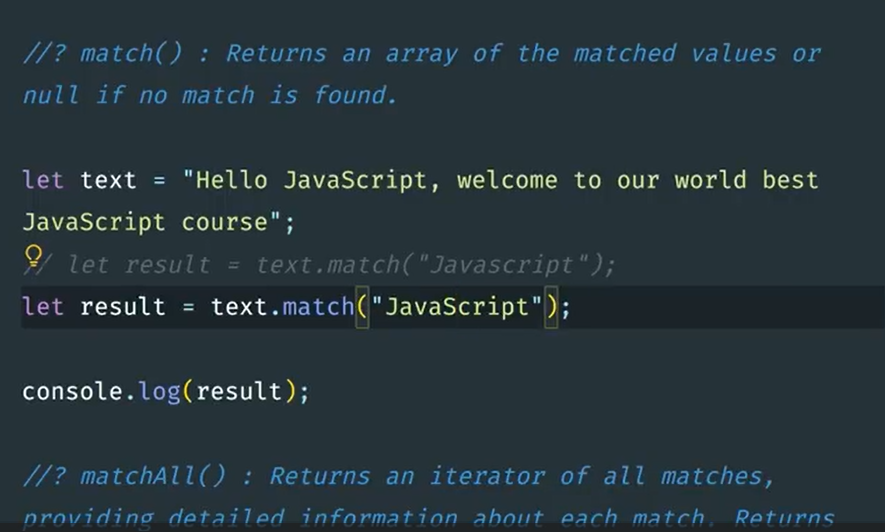 //? match() : Returns an array of the matched values or
null if no match is found.
let text = "Hello JavaScript, welcome to our world best
JavaScript course";
// let result = text.match("Javascript");
let result = text.match("JavaScript");
console.log(result);
//? matchAll() : Returns an iterator of all matches,
providing detailed information about each match. Returns